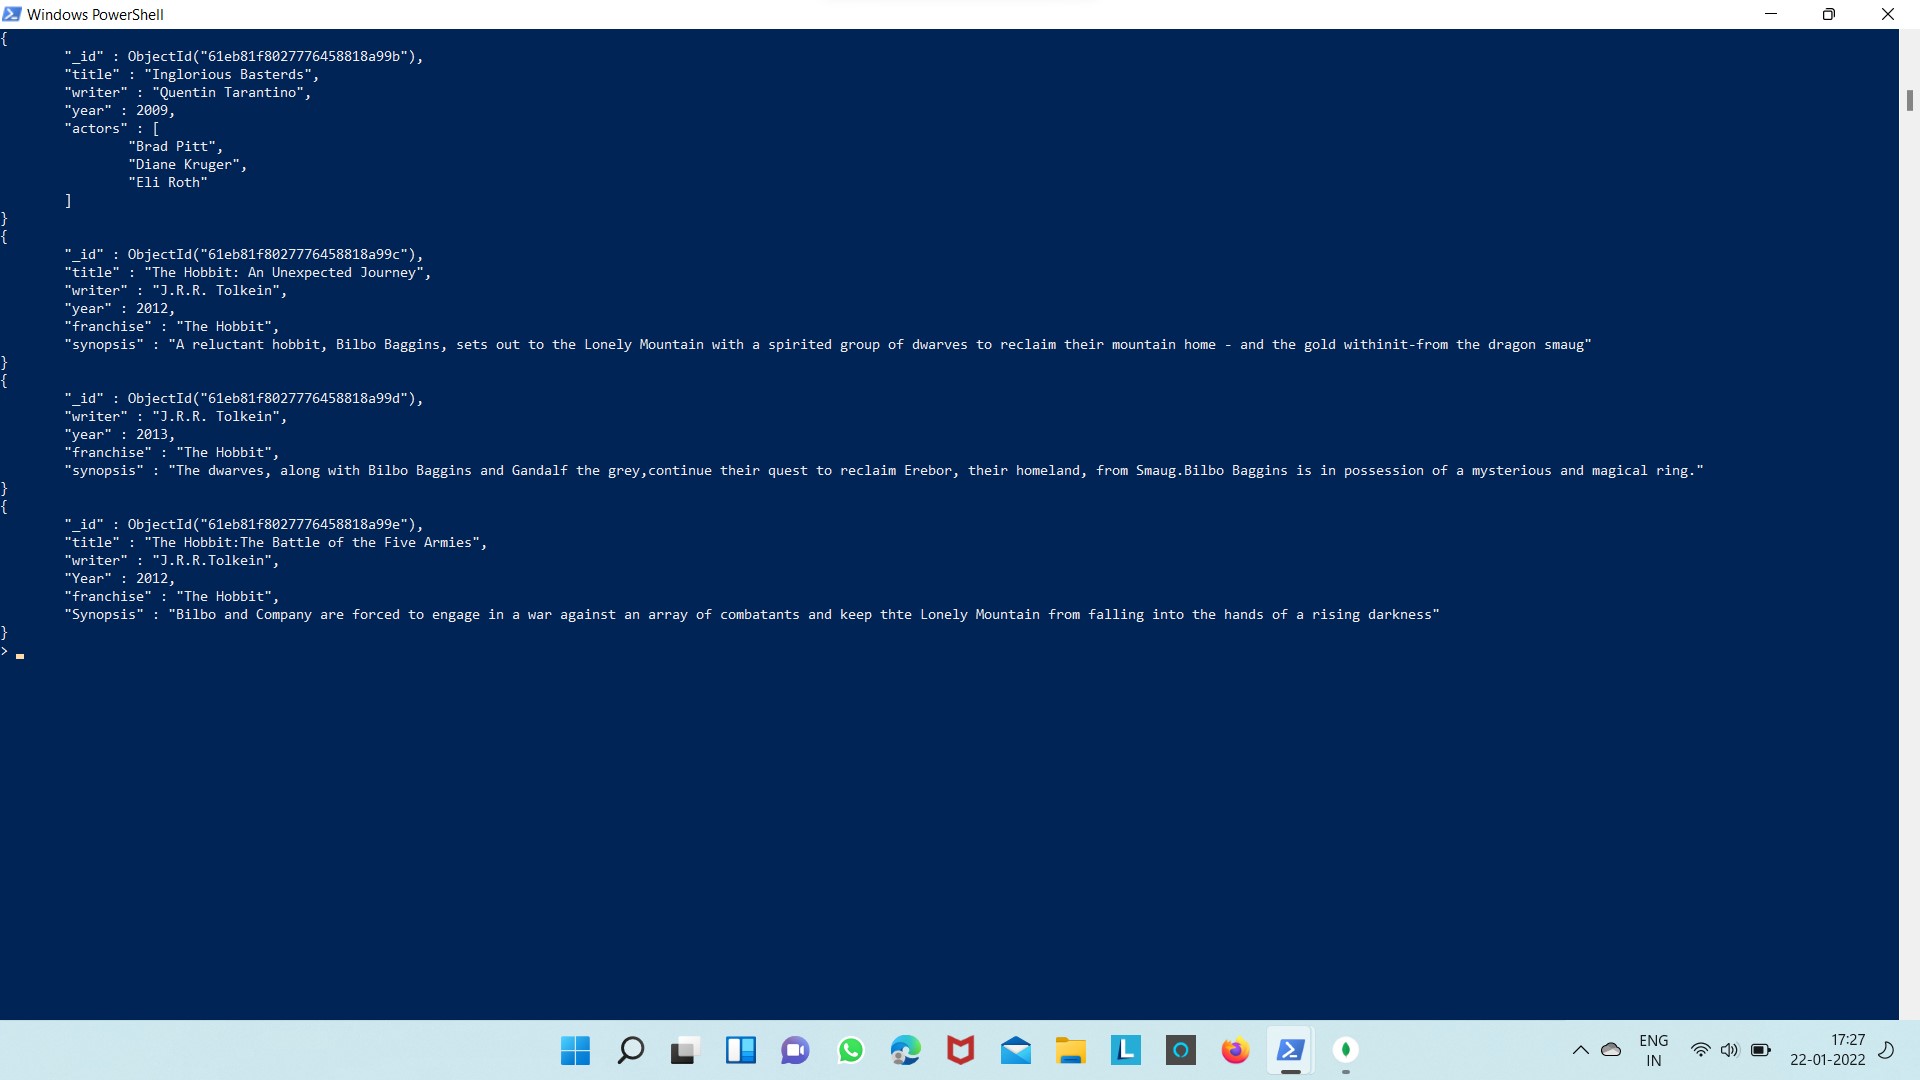 Windows PowerShell
{
"_id" : ObjectId("61eb81f8027776458818a99b"),
"title" : "Inglorious Basterds",
"writer" : "Quentin Tarantino",
"year" : 2009,
"actors" : [
"Brad Pitt",
"Diane Kruger",
"Eli Roth"
]
}
{
"_id" : ObjectId("61eb81f8027776458818a99c"),
"title" : "The Hobbit: An Unexpected Journey",
"writer" : "J.R.R. Tolkein",
"year" : 2012,
"franchise" : "The Hobbit",
"synopsis" : "A reluctant hobbit, Bilbo Baggins, sets out to the Lonely Mountain with a spirited group of dwarves to reclaim their mountain home - and the gold withinit-from the dragon smaug"
}
{
"_id" : ObjectId("61eb81f8027776458818a99d"),
"writer" : "J.R.R. Tolkein",
"year" : 2013,
"franchise" : "The Hobbit",
"synopsis" : "The dwarves, along with Bilbo Baggins and Gandalf the grey,continue their quest to reclaim Erebor, their homeland, from Smaug.Bilbo Baggins is in possession of a mysterious and magical ring."
}
{
"_id" : ObjectId("61eb81f8027776458818a99e"),
"title" : "The Hobbit:The Battle of the Five Armies",
"writer" : "J.R.R.Tolkein",
"Year" : 2012,
"franchise" : "The Hobbit",
"Synopsis" : "Bilbo and Company are forced to engage in a war against an array of combatants and keep thte Lonely Mountain from falling into the hands of a rising darkness"
}
>
ENG
IN
17:27
22-01-2022